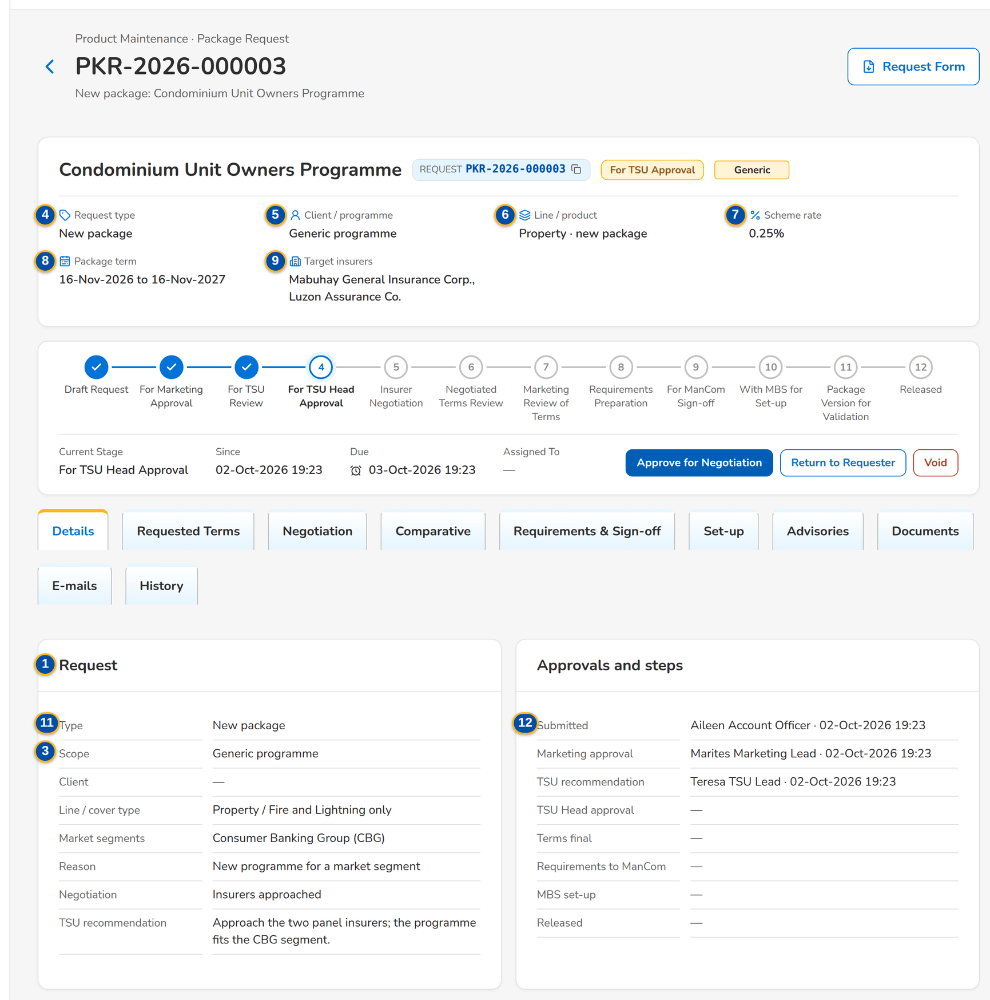 Product Maintenance · Package Request
PKR-2026-000003
New package: Condominium Unit Owners Programme
Request Form
Condominium Unit Owners Programme
REQUEST PKR-2026-000003
For TSU Approval
Generic
4 Request type
New package
5 Client / programme
Generic programme
6 Line / product
Property · new package
7 Scheme rate
0.25%
8 Package term
16-Nov-2026 to 16-Nov-2027
9 Target insurers
Mabuhay General Insurance Corp.,
Luzon Assurance Co.
Draft Request
For Marketing
Approval
For TSU
Review
4
For TSU Head
Approval
5
Insurer
Negotiation
6
Negotiated
Terms Review
7
Marketing
Review of
Terms
8
Requirements
Preparation
9
For ManCom
Sign-off
10
With MBS for
Set-up
11
Package
Version for
Validation
12
Released
Current Stage
For TSU Head Approval
Since
02-Oct-2026 19:23
Due
03-Oct-2026 19:23
Assigned To
—
Approve for Negotiation
Return to Requester
Void
Details
Requested Terms
Negotiation
Comparative
Requirements & Sign-off
Set-up
Advisories
Documents
E-mails
History
1 Request
11 Type New package
3 Scope Generic programme
Client —
Line / cover type Property / Fire and Lightning only
Market segments Consumer Banking Group (CBG)
Reason New programme for a market segment
Negotiation Insurers approached
TSU recommendation Approach the two panel insurers; the programme
fits the CBG segment.
Approvals and steps
12 Submitted Aileen Account Officer · 02-Oct-2026 19:23
Marketing approval Marites Marketing Lead · 02-Oct-2026 19:23
TSU recommendation Teresa TSU Lead · 02-Oct-2026 19:23
TSU Head approval —
Terms final —
Requirements to ManCom —
MBS set-up —
Released —